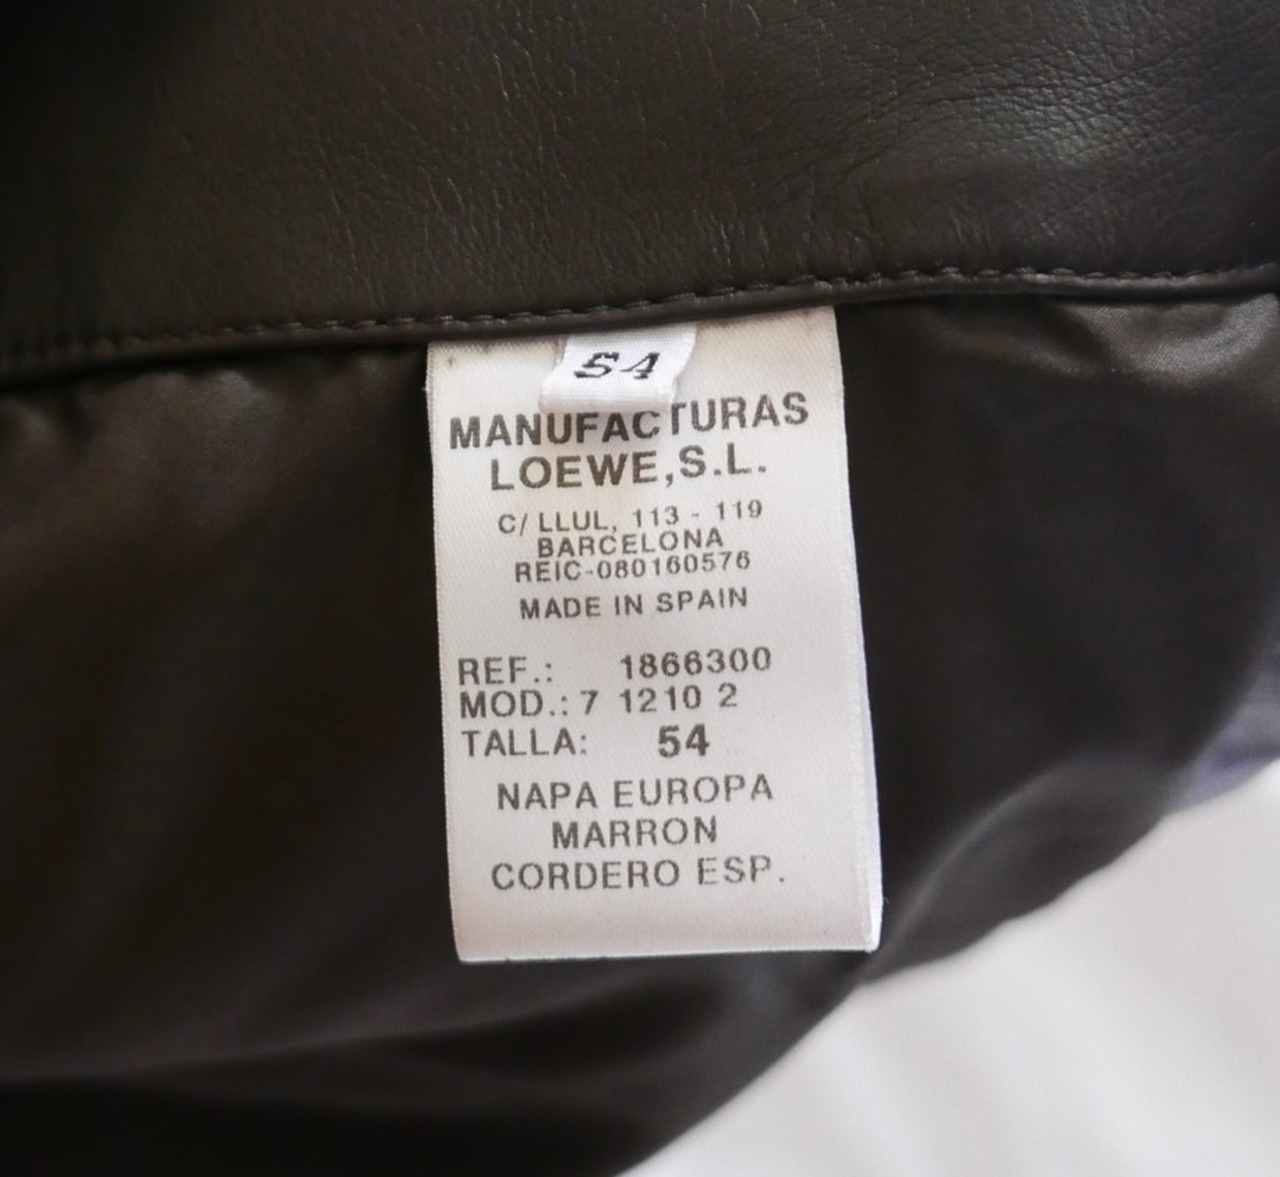 54
MANUFACTURAS
LOEWE,S.L.
C/ LLUL, 113 - 119
BARCELONA
REIC-080160576
MADE IN SPAIN
REF.: 1866300
MOD.: 7 1210 2
TALLA: 54
NAPA EUROPA
MARRON
CORDERO ESP.